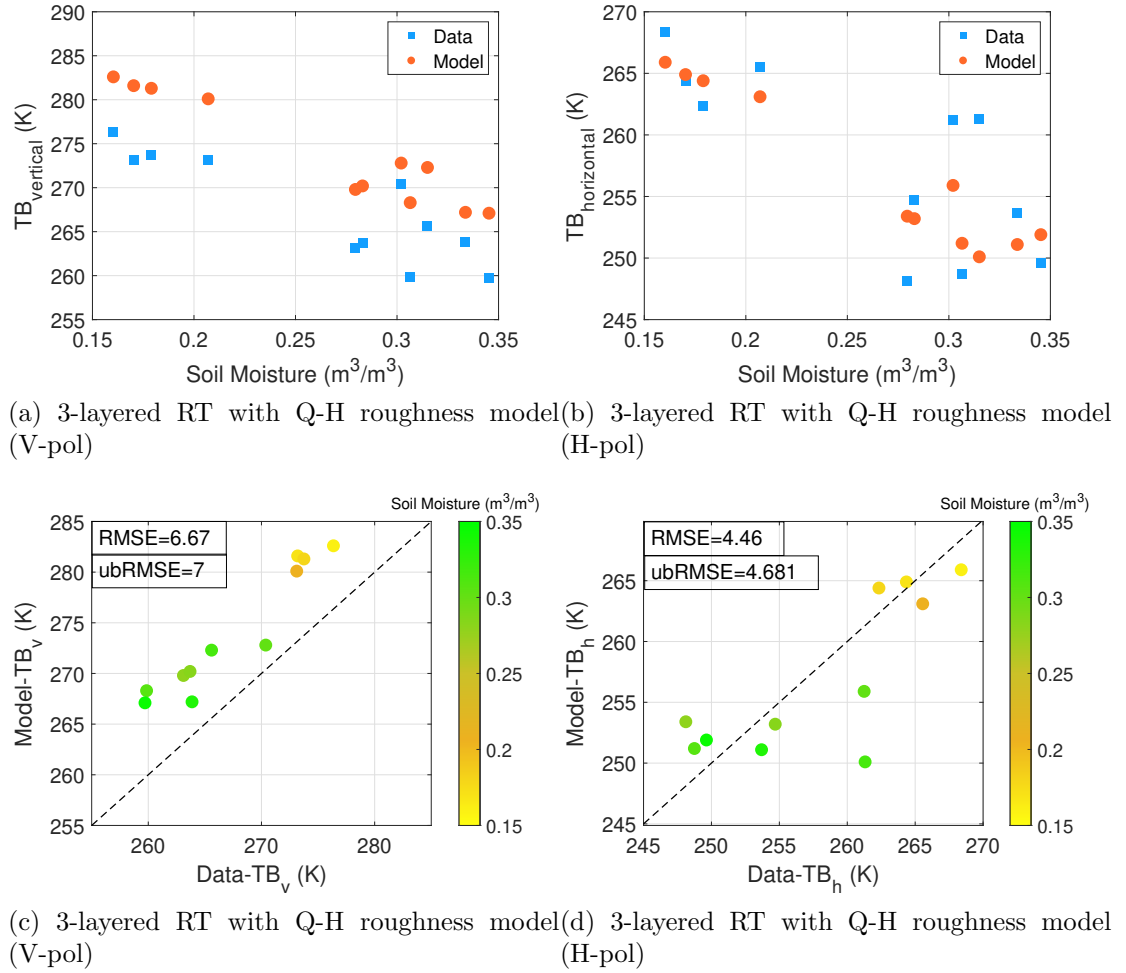 290
285
280
275
270
265
260
255
TB_vertical (K)
Data
Model
0.15 0.2 0.25 0.3 0.35
Soil Moisture (m³/m³)
270
265
260
255
250
245
TB_horizontal (K)
Data
Model
0.15 0.2 0.25 0.3 0.35
Soil Moisture (m³/m³)
(a) 3-layered RT with Q-H roughness model
(V-pol)
(b) 3-layered RT with Q-H roughness model
(H-pol)
285
280
275
270
265
260
255
Model-TB_v (K)
RMSE=6.67
ubRMSE=7
260 270 280
Data-TB_v (K)
Soil Moisture (m³/m³)
0.35
0.3
0.25
0.2
0.15
265
260
255
250
245
Model-TB_h (K)
RMSE=4.46
ubRMSE=4.681
245 250 255 260 265 270
Data-TB_h (K)
Soil Moisture (m³/m³)
0.35
0.3
0.25
0.2
0.15
(c) 3-layered RT with Q-H roughness model
(V-pol)
(d) 3-layered RT with Q-H roughness model
(H-pol)